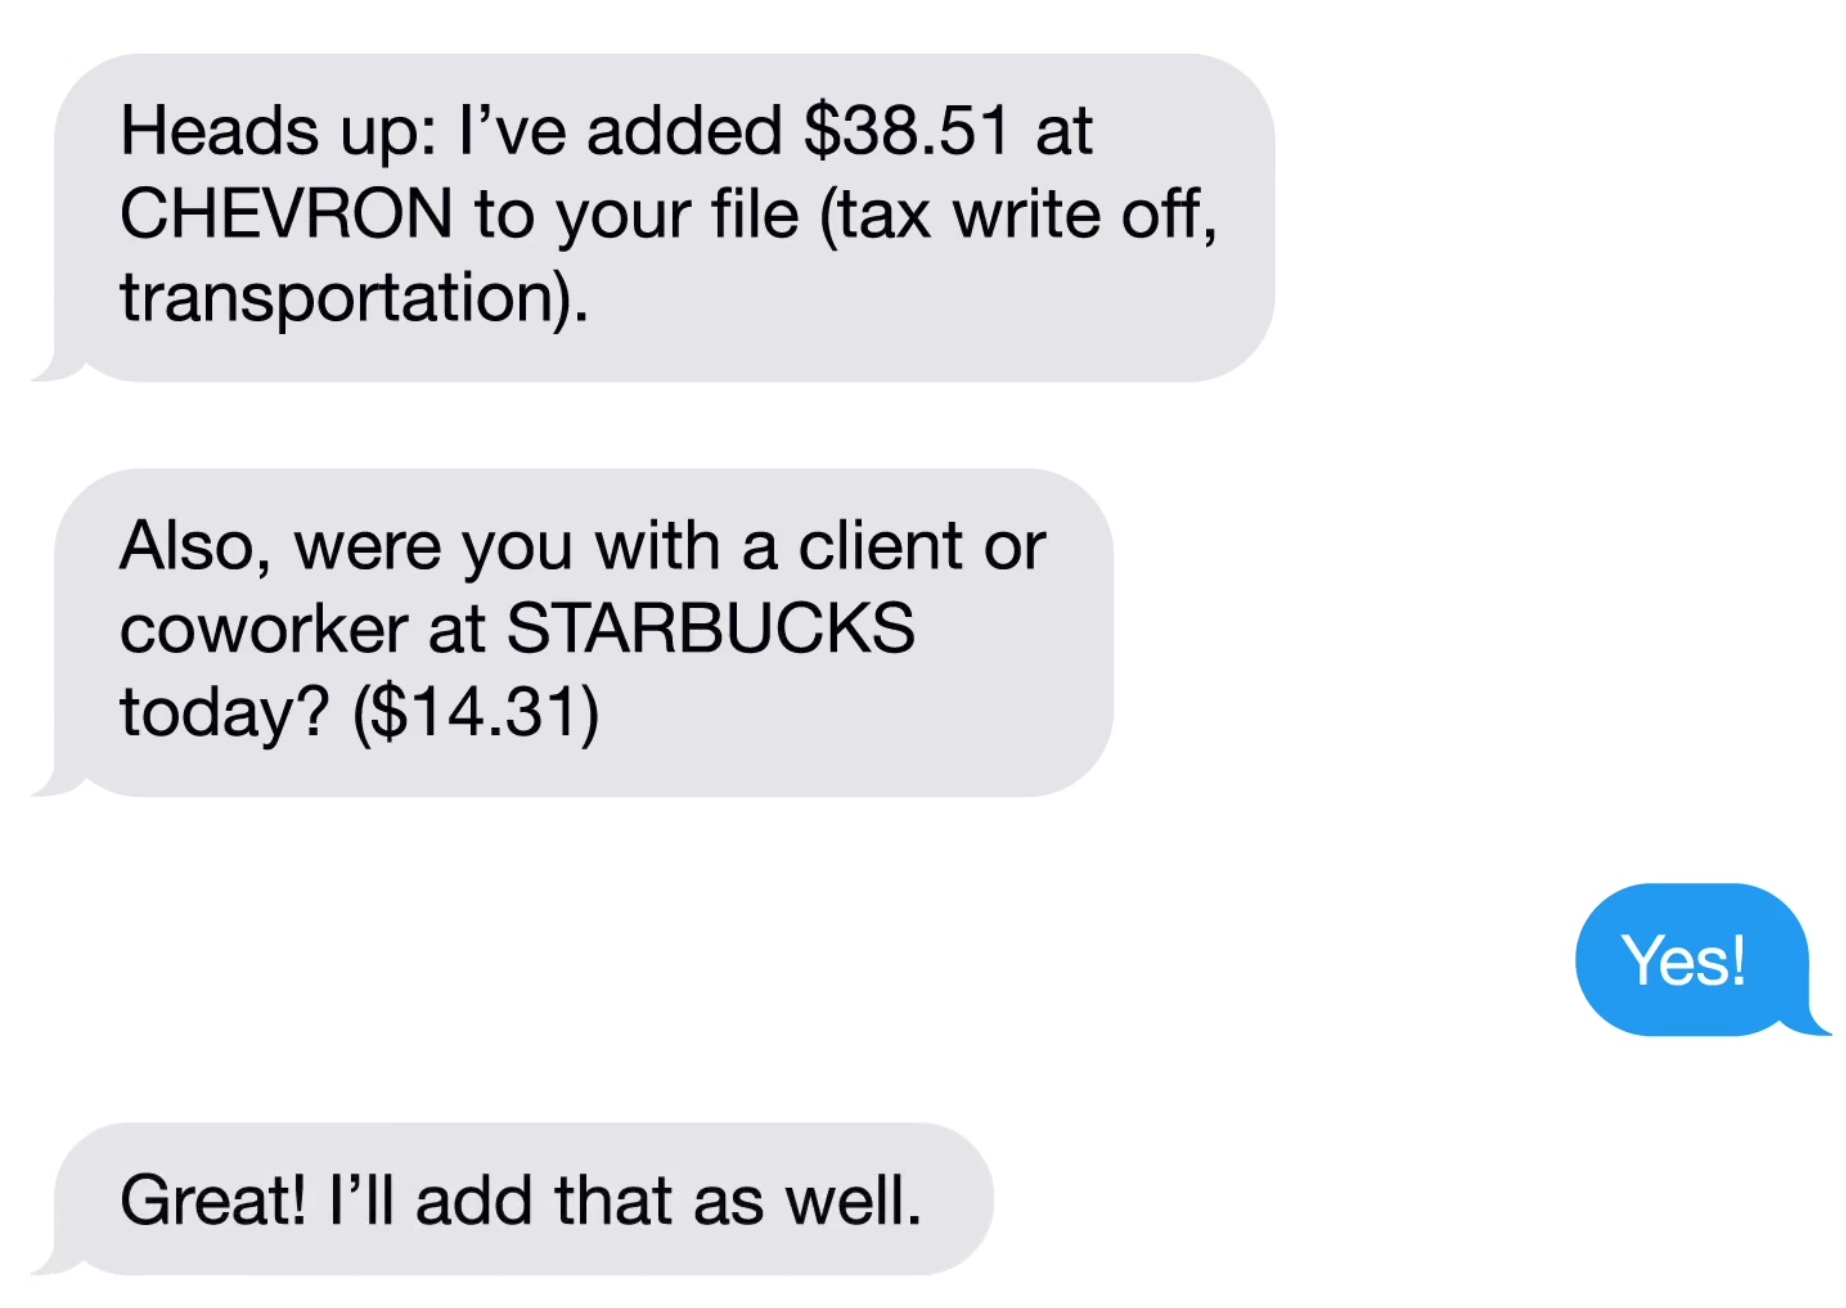 Heads up: I’ve added $38.51 at
CHEVRON to your file (tax write off,
transportation).
Also, were you with a client or
coworker at STARBUCKS
today? ($14.31)
Yes!
Great! I’ll add that as well.